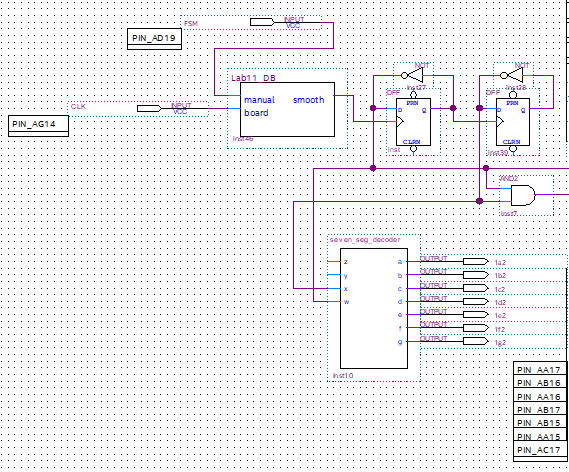 FSM
INPUT
VCC
PIN_AD19
NOT
inst27
NOT
inst28
Lab11_DB
manual
smooth
board
inst46
CLK
INPUT
VCC
PIN_AG14
DFF
PRN
D
Q
CLRN
inst
DFF
PRN
D
Q
CLRN
inst30
AND2
inst7
seven_seg_decoder
z
a
OUTPUT
1a2
y
b
OUTPUT
1b2
x
c
OUTPUT
1c2
w
d
OUTPUT
1d2
e
OUTPUT
1e2
f
OUTPUT
1f2
g
OUTPUT
1g2
inst10
PIN_AA17
PIN_AB16
PIN_AA16
PIN_AB17
PIN_AB15
PIN_AA15
PIN_AC17